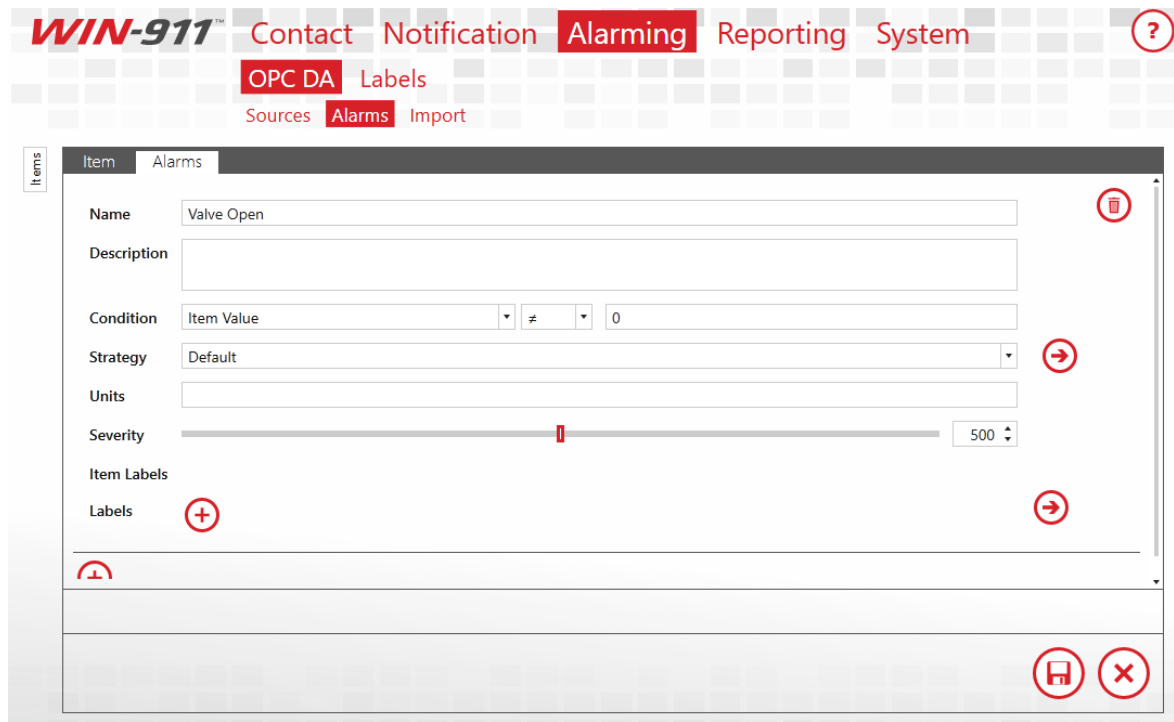 WIN-911™ Contact Notification Alarming Reporting System ?
OPC DA Labels
Sources Alarms Import
Items
Item Alarms
Name Valve Open
Description
Condition Item Value ≠ 0
Strategy Default
Units
Severity 500
Item Labels
Labels